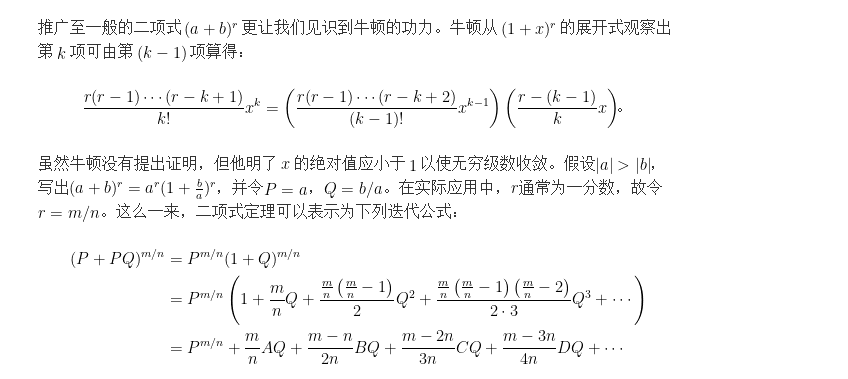 推广至一般的二项式 $(a+b)^r$ 更让我们见识到牛顿的功力。牛顿从 $(1+x)^r$ 的展开式观察出
第 $k$ 项可由第 $(k-1)$ 项算得：
$\frac{r(r-1)\cdots(r-k+1)}{k!}x^k = \left(\frac{r(r-1)\cdots(r-k+2)}{(k-1)!}x^{k-1}\right)\left(\frac{r-(k-1)}{k}x\right)$。
虽然牛顿没有提出证明，但他明了 $x$ 的绝对值应小于 $1$ 以使无穷级数收敛。假设$|a|>|b|$，
写出$(a+b)^r = a^r(1+\frac{b}{a})^r$，并令$P=a$，$Q=b/a$。在实际应用中，$r$通常为一分数，故令
$r=m/n$。这么一来，二项式定理可以表示为下列迭代公式：
$(P+PQ)^{m/n} = P^{m/n}(1+Q)^{m/n}$
$= P^{m/n}\left(1+\frac{m}{n}Q+\frac{\frac{m}{n}\left(\frac{m}{n}-1\right)}{2}Q^2+\frac{\frac{m}{n}\left(\frac{m}{n}-1\right)\left(\frac{m}{n}-2\right)}{2\cdot 3}Q^3+\cdots\right)$
$= P^{m/n}+\frac{m}{n}AQ+\frac{m-n}{2n}BQ+\frac{m-2n}{3n}CQ+\frac{m-3n}{4n}DQ+\cdots$